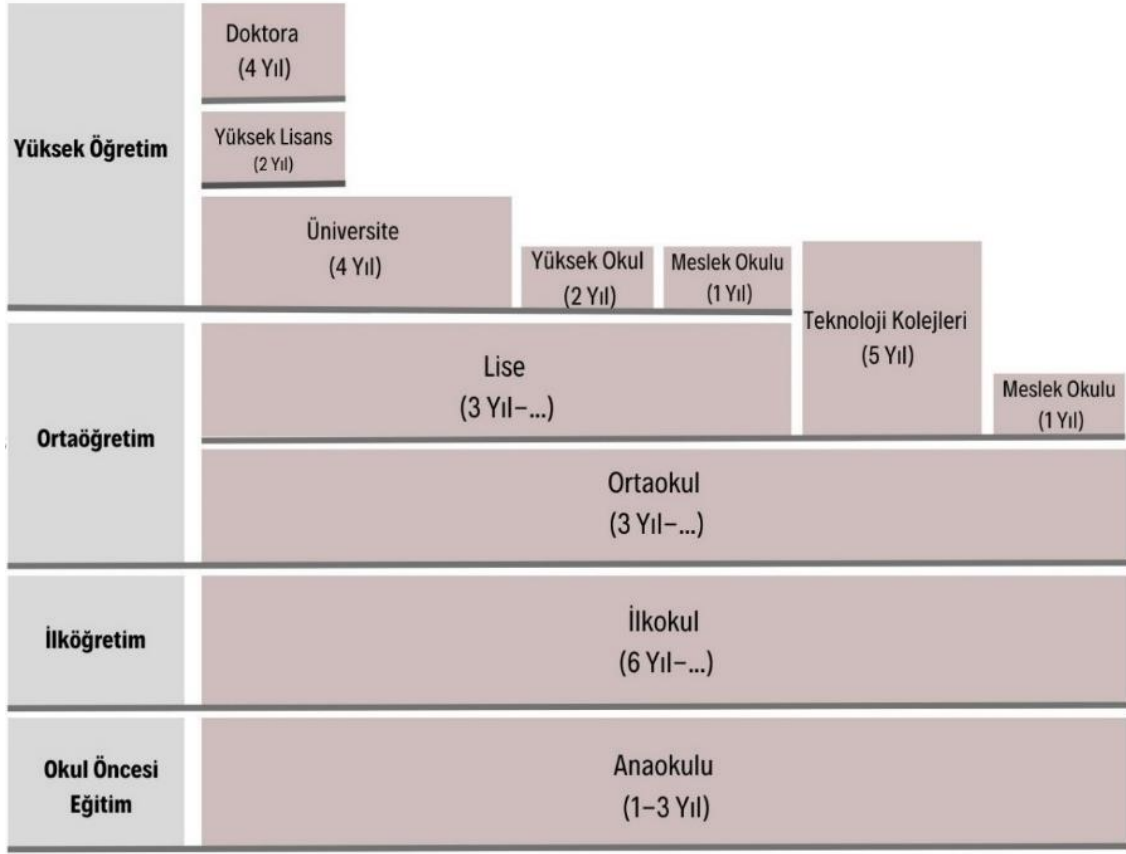 Doktora
(4 Yıl)
Yüksek Öğretim
Yüksek Lisans
(2 Yıl)
Üniversite
(4 Yıl)
Yüksek Okul
(2 Yıl)
Meslek Okulu
(1 Yıl)
Teknoloji Kolejleri
(5 Yıl)
Ortaöğretim
Lise
(3 Yıl–...)
Meslek Okulu
(1 Yıl)
Ortaokul
(3 Yıl–...)
İlköğretim
İlkokul
(6 Yıl–...)
Okul Öncesi
Eğitim
Anaokulu
(1–3 Yıl)